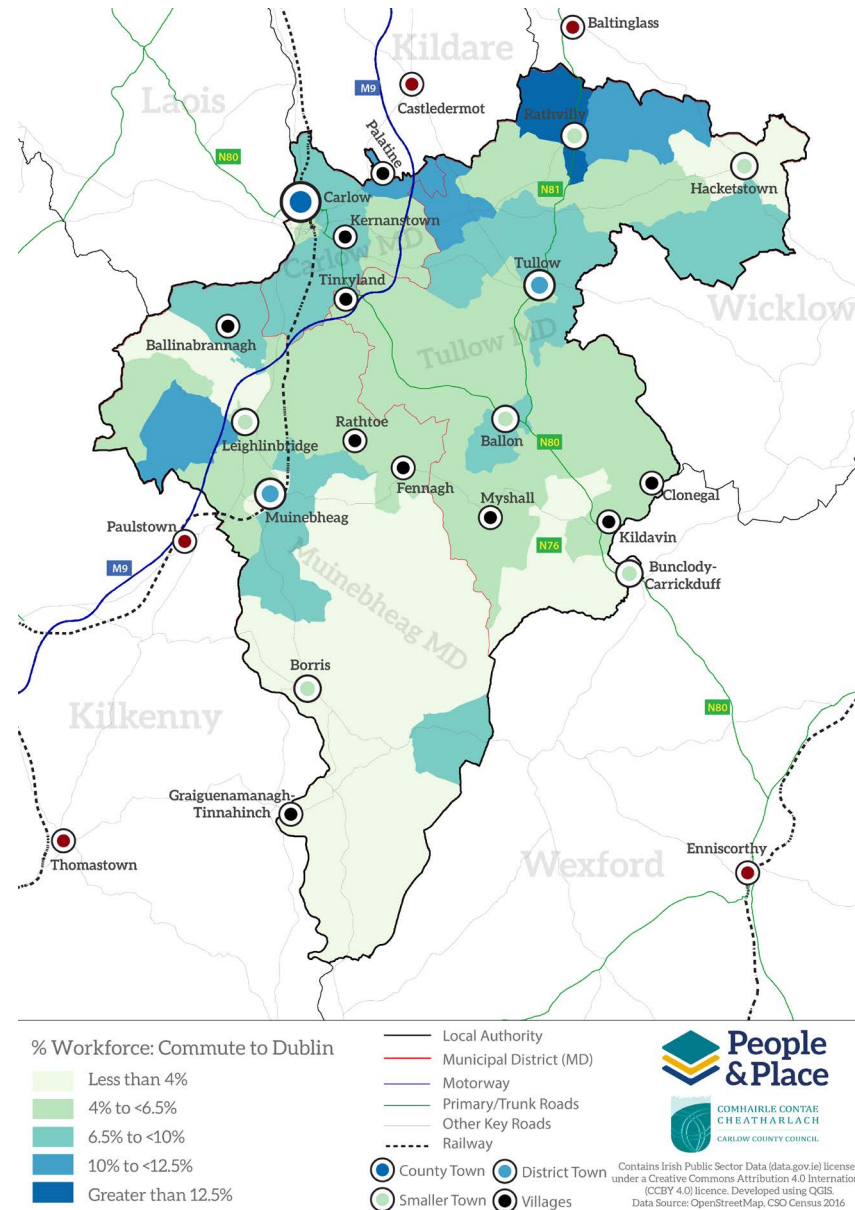 Baltinglass
Kildare
M9
Castledermot
Laois
Rathvilly
Palatine
N80
Hacketstown
N81
Carlow
Kernanstown
Carlow MD
Tullow
Tinryland
Wicklow
Ballinabrannagh
Tullow MD
Rathtoe
Leighlinbridge
Ballon
N80
Fennagh
Clonegal
Myshall
Muinebheag
Paulstown
Kildavin
N76
M9
Bunclody-
Carrickduff
Muinebheag MD
Borris
N80
Kilkenny
Graiguenamanagh-
Tinnahinch
Enniscorthy
Thomastown
Wexford
% Workforce: Commute to Dublin
Less than 4%
4% to <6.5%
6.5% to <10%
10% to <12.5%
Greater than 12.5%
Local Authority
Municipal District (MD)
Motorway
Primary/Trunk Roads
Other Key Roads
Railway
County Town
District Town
Smaller Town
Villages
People
& Place
COMHAIRLE CONTAE
CHEATHARLACH
CARLOW COUNTY COUNCIL
Contains Irish Public Sector Data (data.gov.ie) license
under a Creative Commons Attribution 4.0 Internation
(CCBY 4.0) licence. Developed using QGIS.
Data Source: OpenStreetMap, CSO Census 2016